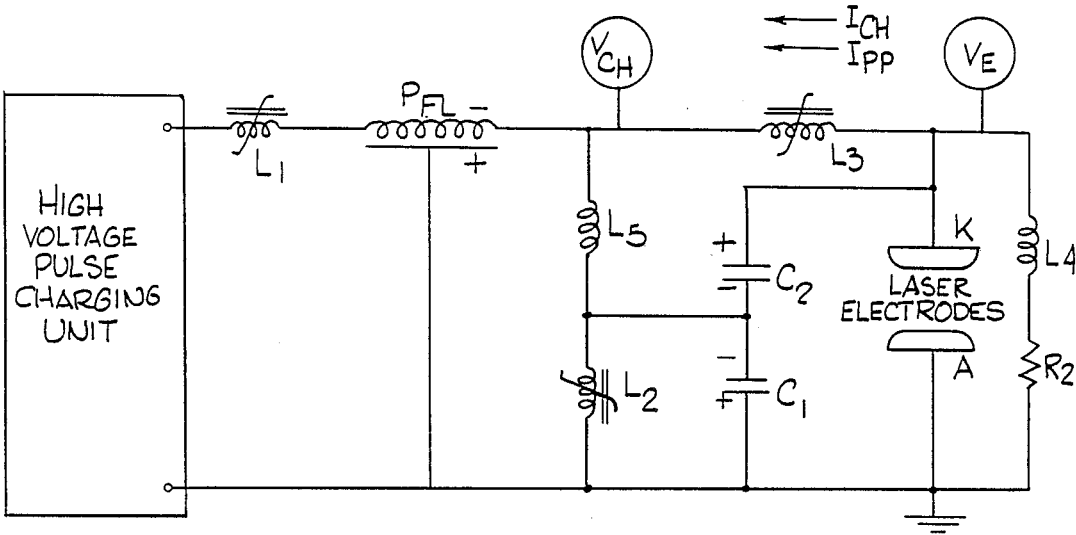 I_CH
I_PP
V_CH
V_E
P_FL -
+
L1
L3
HIGH
VOLTAGE
PULSE
CHARGING
UNIT
L5
+
-
C2
K
LASER
ELECTRODES
A
L4
R2
L2
-
+
C1